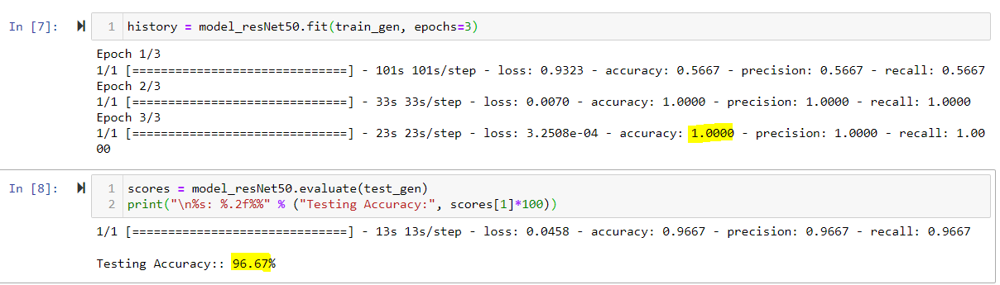 In [7]: 1 history = model_resNet50.fit(train_gen, epochs=3)
Epoch 1/3
1/1 [==============================] - 101s 101s/step - loss: 0.9323 - accuracy: 0.5667 - precision: 0.5667 - recall: 0.5667
Epoch 2/3
1/1 [==============================] - 33s 33s/step - loss: 0.0070 - accuracy: 1.0000 - precision: 1.0000 - recall: 1.0000
Epoch 3/3
1/1 [==============================] - 23s 23s/step - loss: 3.2508e-04 - accuracy: 1.0000 - precision: 1.0000 - recall: 1.00
00
In [8]: 1 scores = model_resNet50.evaluate(test_gen)
2 print("\n%s: %.2f%%" % ("Testing Accuracy:", scores[1]*100))
1/1 [==============================] - 13s 13s/step - loss: 0.0458 - accuracy: 0.9667 - precision: 0.9667 - recall: 0.9667
Testing Accuracy:: 96.67%